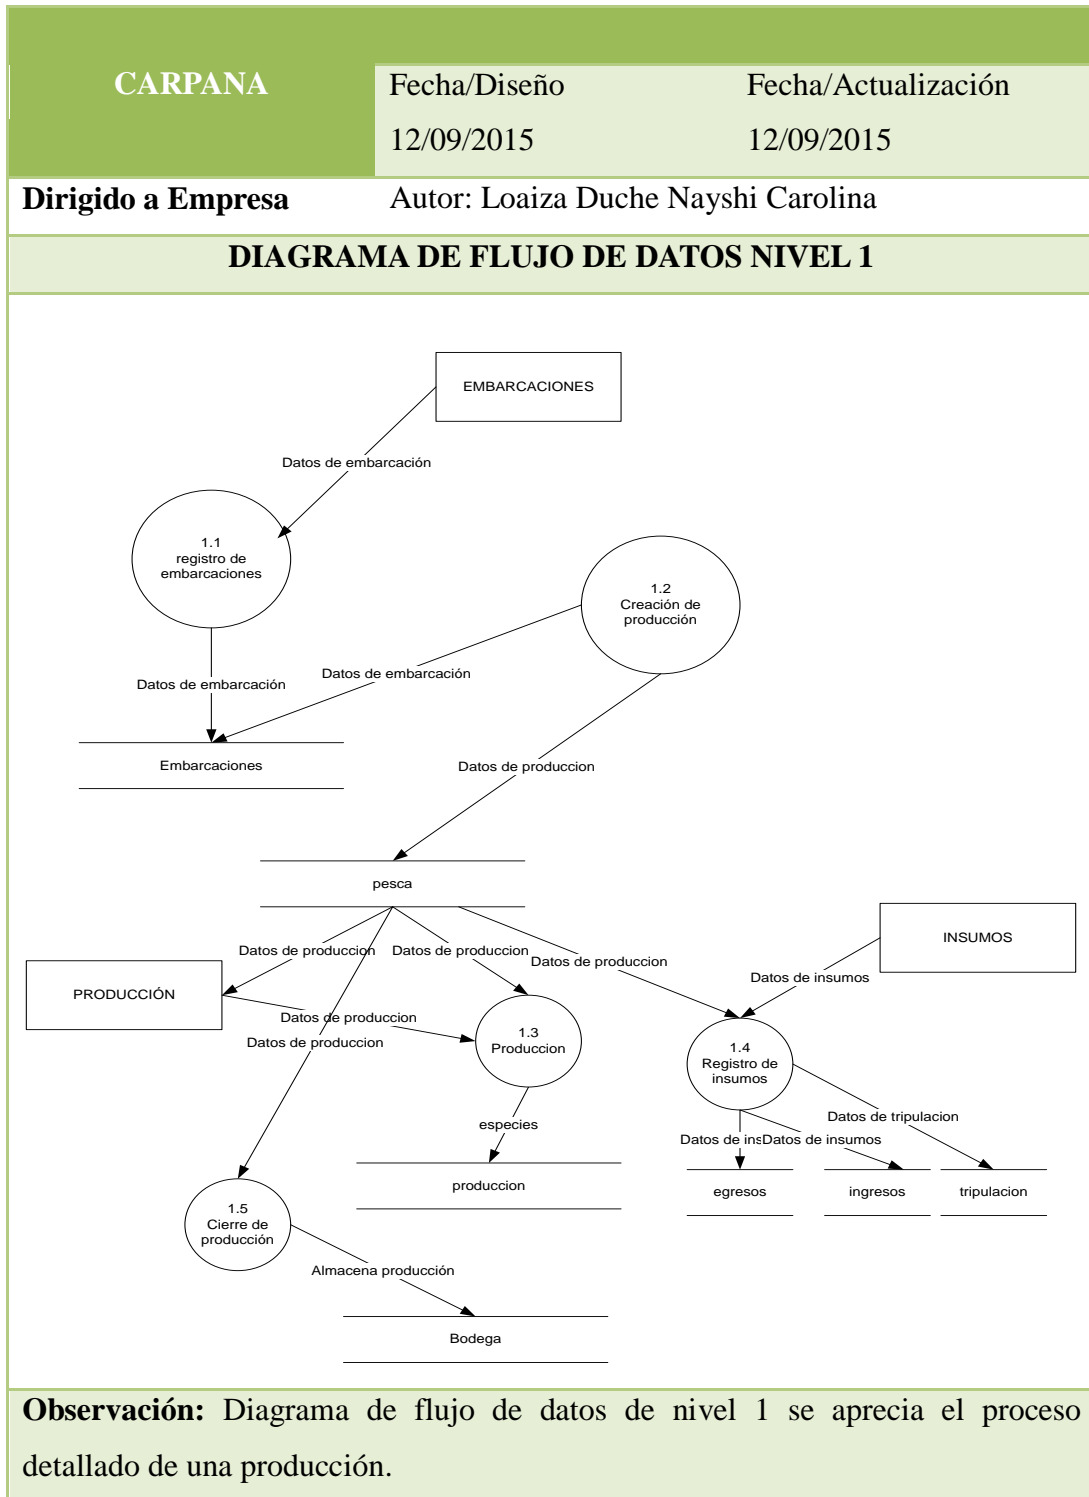 CARPANA
Fecha/Diseño
12/09/2015
Fecha/Actualización
12/09/2015
Dirigido a Empresa
Autor: Loaiza Duche Nayshi Carolina
DIAGRAMA DE FLUJO DE DATOS NIVEL 1
EMBARCACIONES
Datos de embarcación
1.1
registro de
embarcaciones
1.2
Creación de
producción
Datos de embarcación
Datos de embarcación
Embarcaciones
Datos de produccion
pesca
INSUMOS
Datos de produccion
Datos de produccion
Datos de produccion
Datos de insumos
PRODUCCIÓN
Datos de produccion
Datos de produccion
1.3
Produccion
1.4
Registro de
insumos
especies
Datos de tripulacion
Datos de ins
Datos de insumos
produccion
egresos
ingresos
tripulacion
1.5
Cierre de
producción
Almacena producción
Bodega
Observación: Diagrama de flujo de datos de nivel 1 se aprecia el proceso
detallado de una producción.